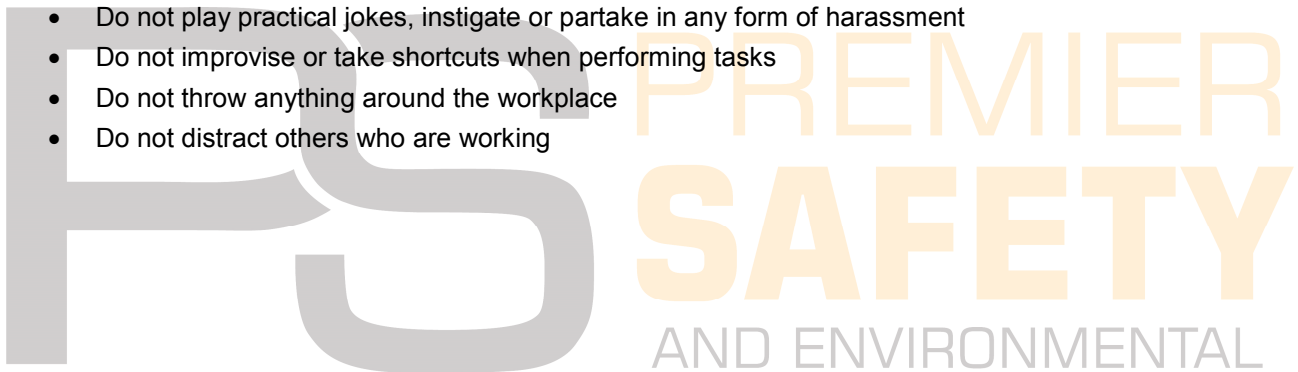 • Do not play practical jokes, instigate or partake in any form of harassment
• Do not improvise or take shortcuts when performing tasks
• Do not throw anything around the workplace
• Do not distract others who are working
PS
PREMIER
SAFETY
AND ENVIRONMENTAL